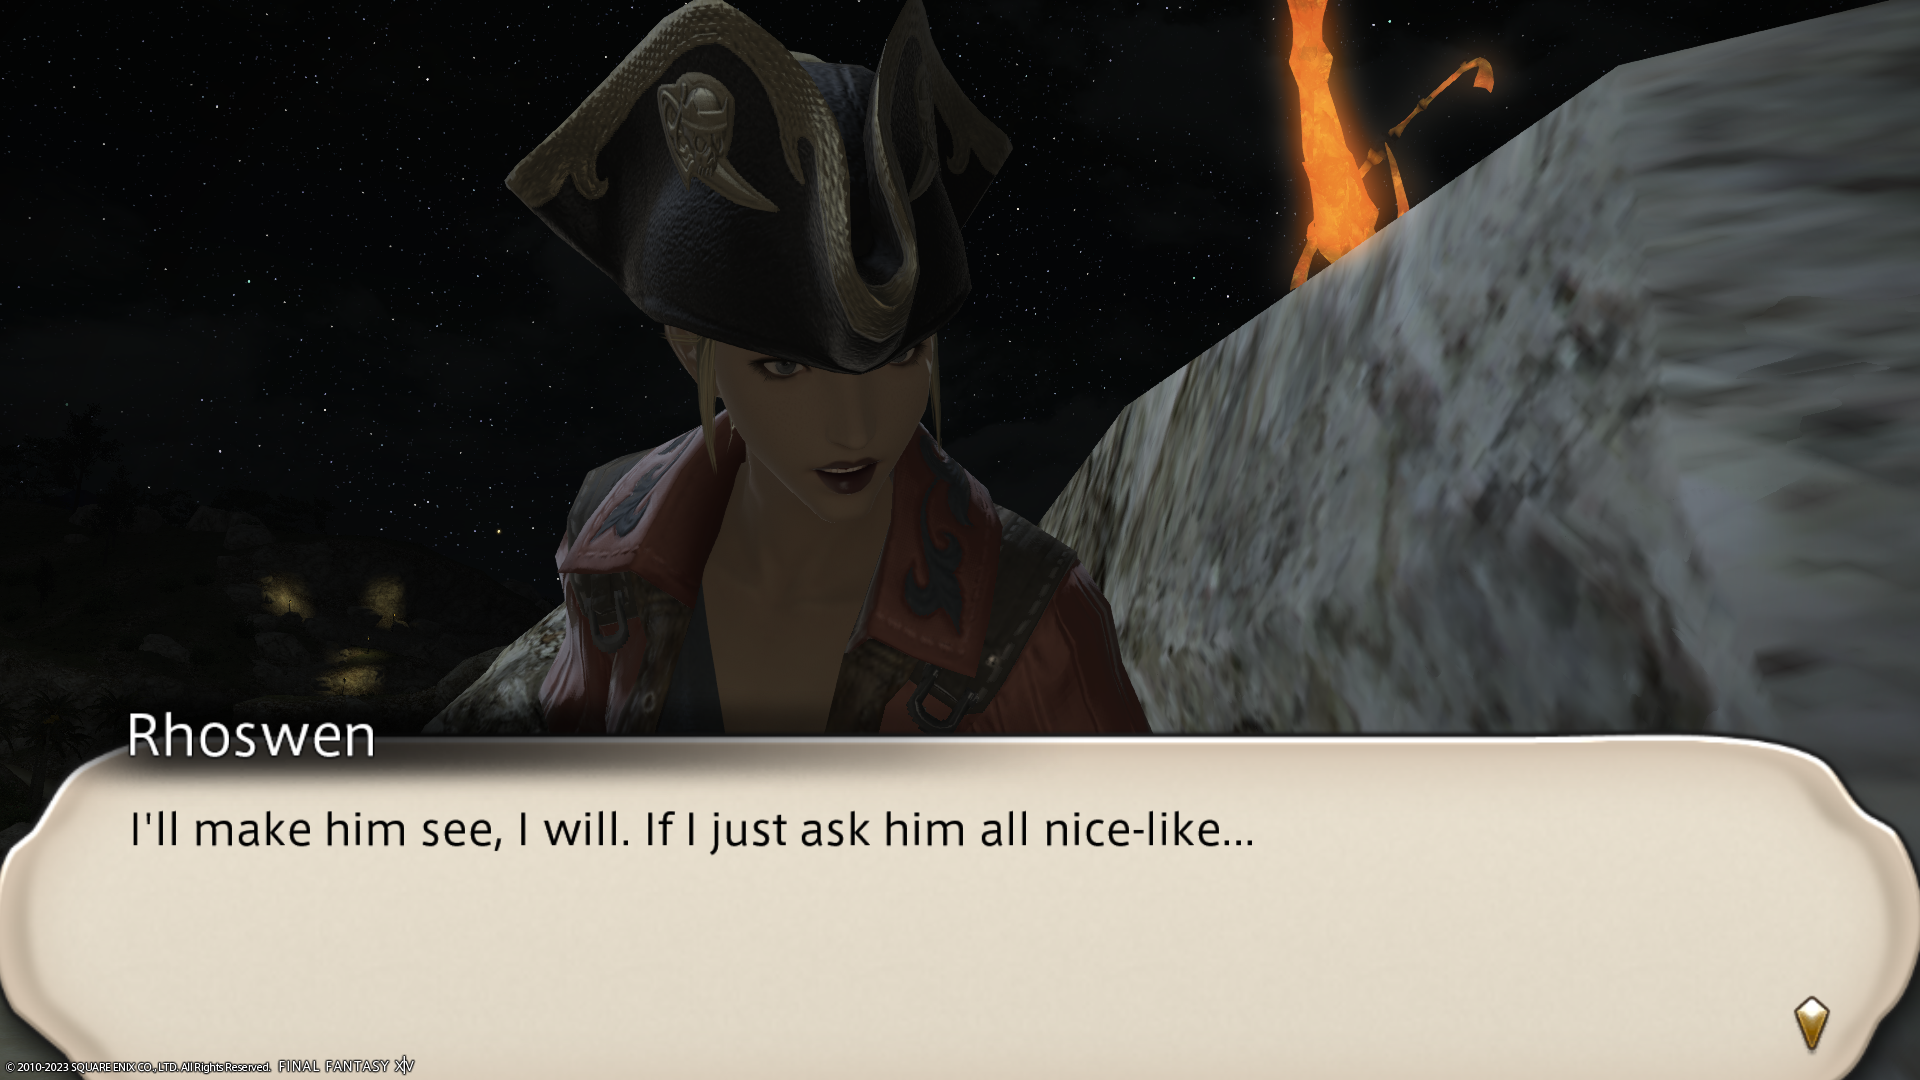 Rhoswen
I'll make him see, I will. If I just ask him all nice-like...
© 2010-2023 SQUARE ENIX CO., LTD. All Rights Reserved. FINAL FANTASY XIV